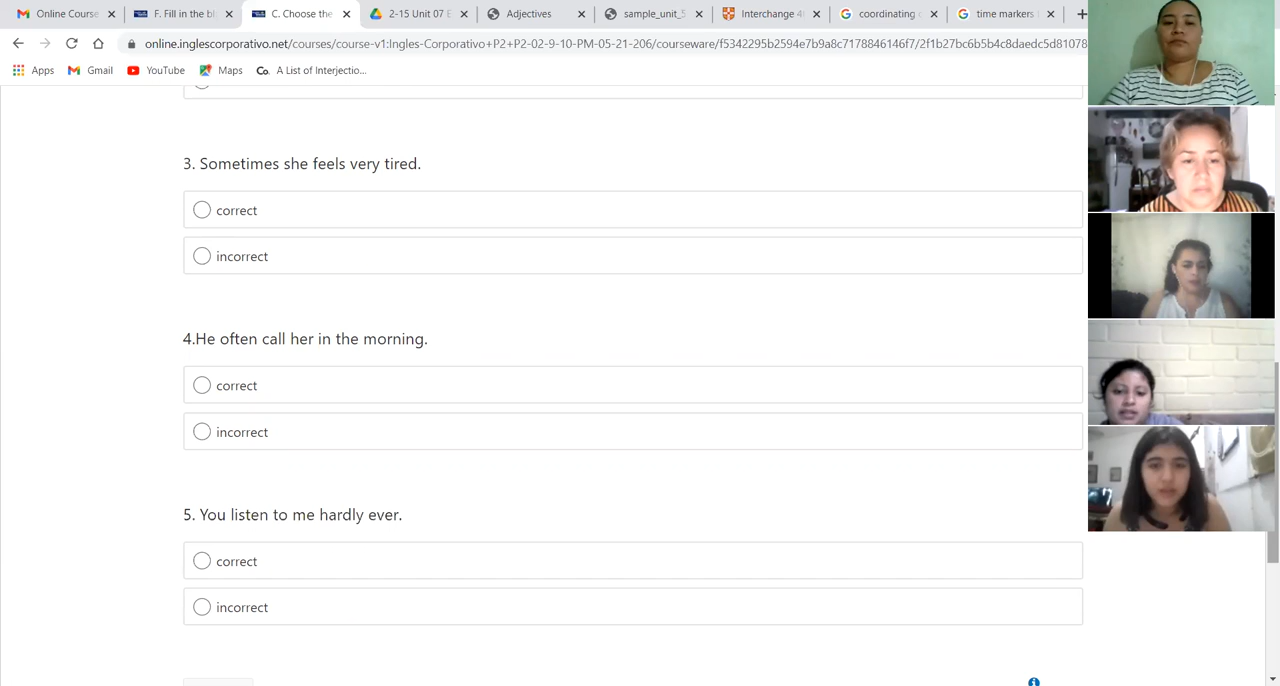 Online Course
F. Fill in the bl
C. Choose the
2-15 Unit 07 E
Adjectives
sample_unit_5
Interchange 4
coordinating
time markers
online.inglescorporativo.net/courses/course-v1:Ingles-Corporativo+P2+P2-02-9-10-PM-05-21-206/courseware/f5342295b2594e7b9a8c7178846146f7/2f1b27bc6b5b4c8daedc5d81078
Apps
Gmail
YouTube
Maps
Co. A List of Interjectio...
3. Sometimes she feels very tired.
correct
incorrect
4.He often call her in the morning.
correct
incorrect
5. You listen to me hardly ever.
correct
incorrect